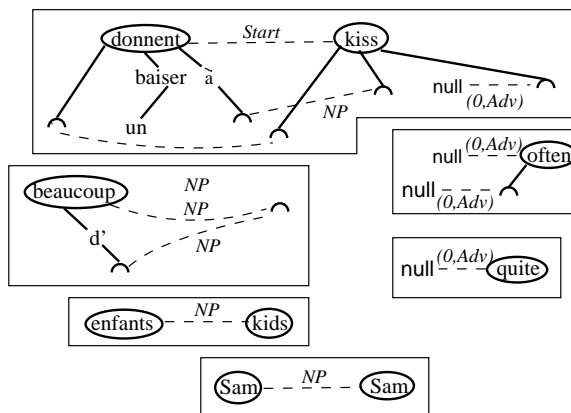 donnent Start kiss
baiser à
null
(0,Adv)
NP
un
null (0,Adv) often
null
(0,Adv)
beaucoup NP
NP
NP
d'
null (0,Adv) quite
enfants NP kids
Sam NP Sam